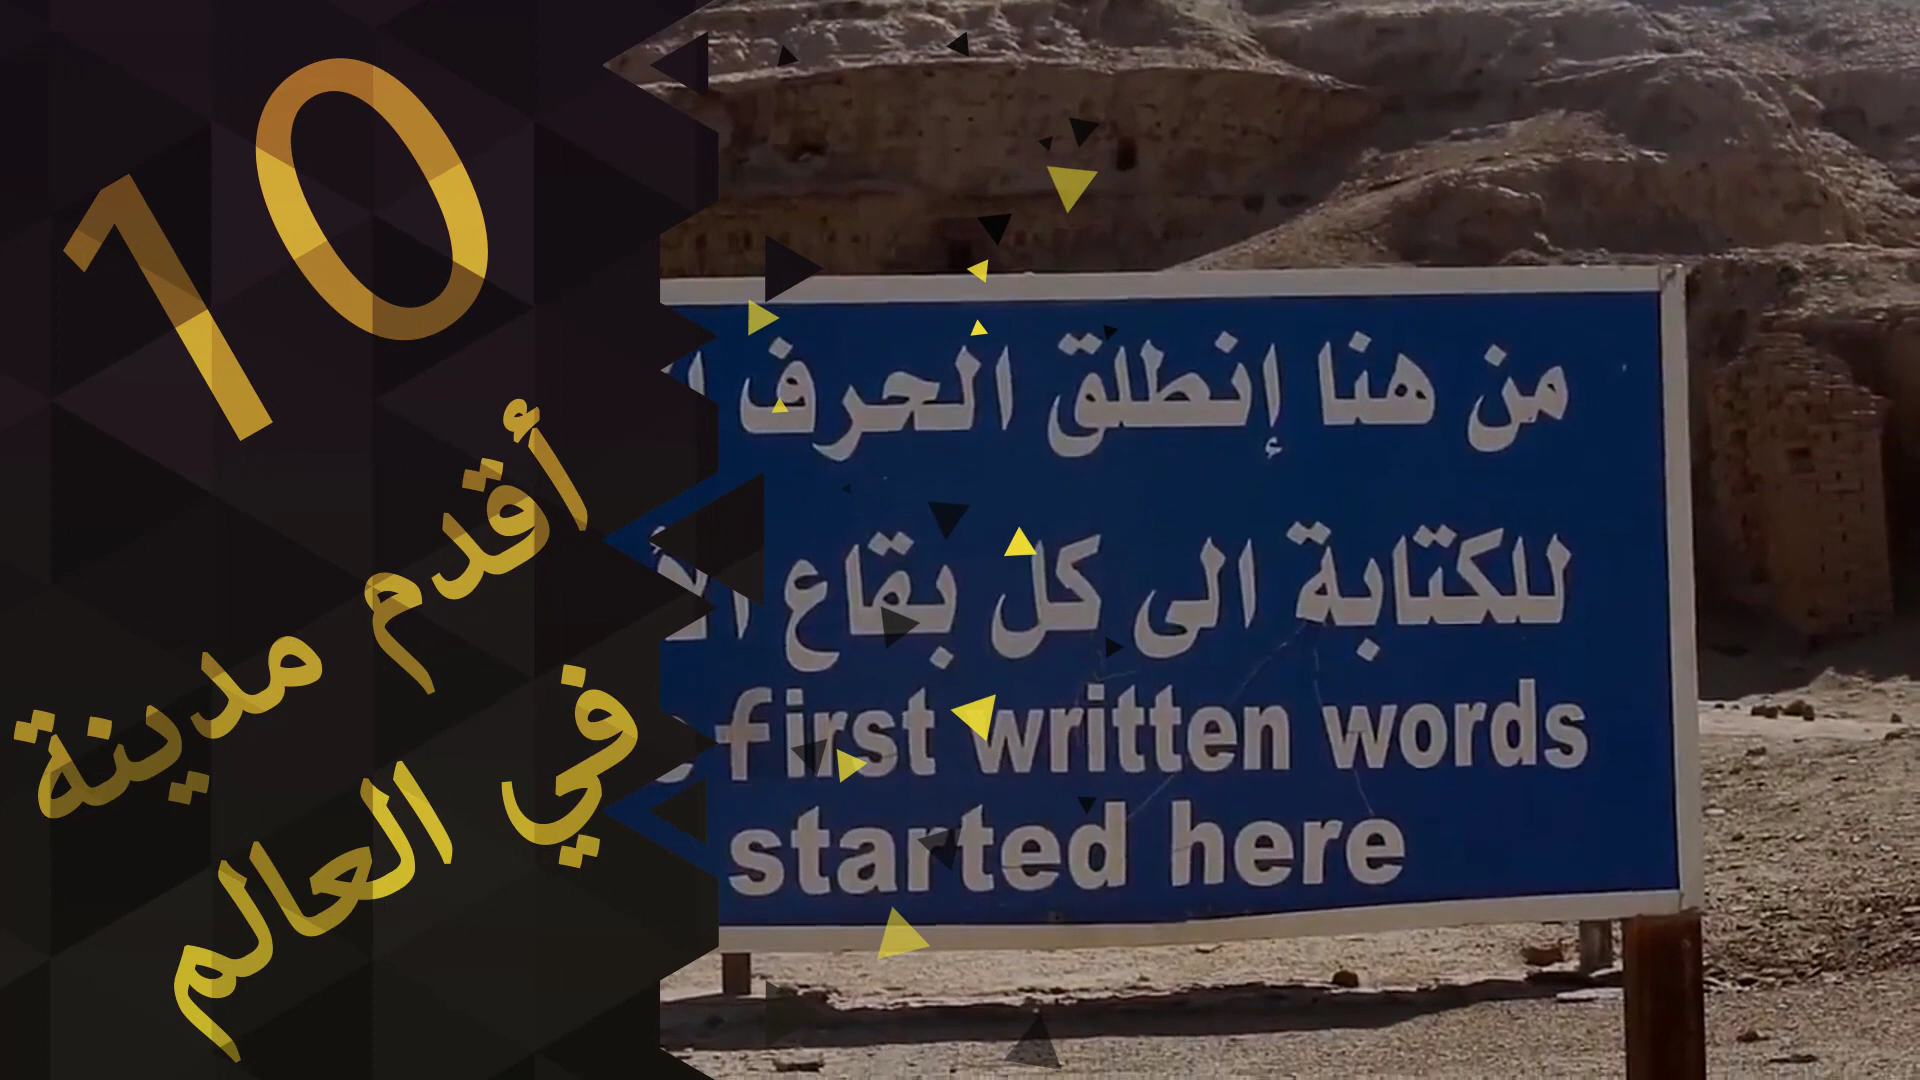 10
أقدم مدينة
في العالم
من هنا إنطلق الحرف
للكتابة الى كل بقاع
first written words
started here